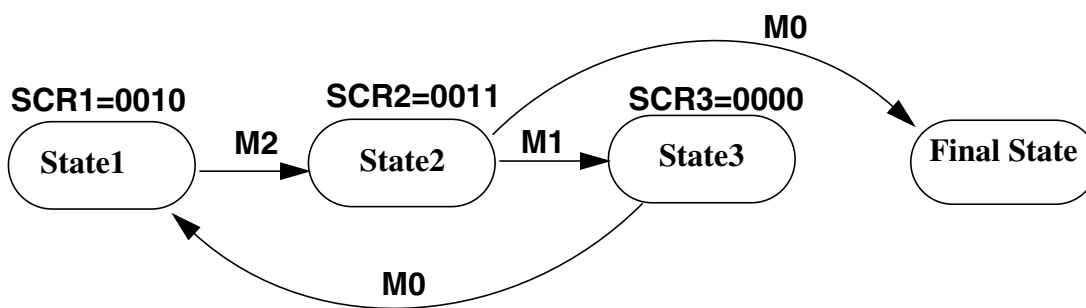 M0
SCR1=0010
SCR2=0011
SCR3=0000
State1
M2
State2
M1
State3
Final State
M0